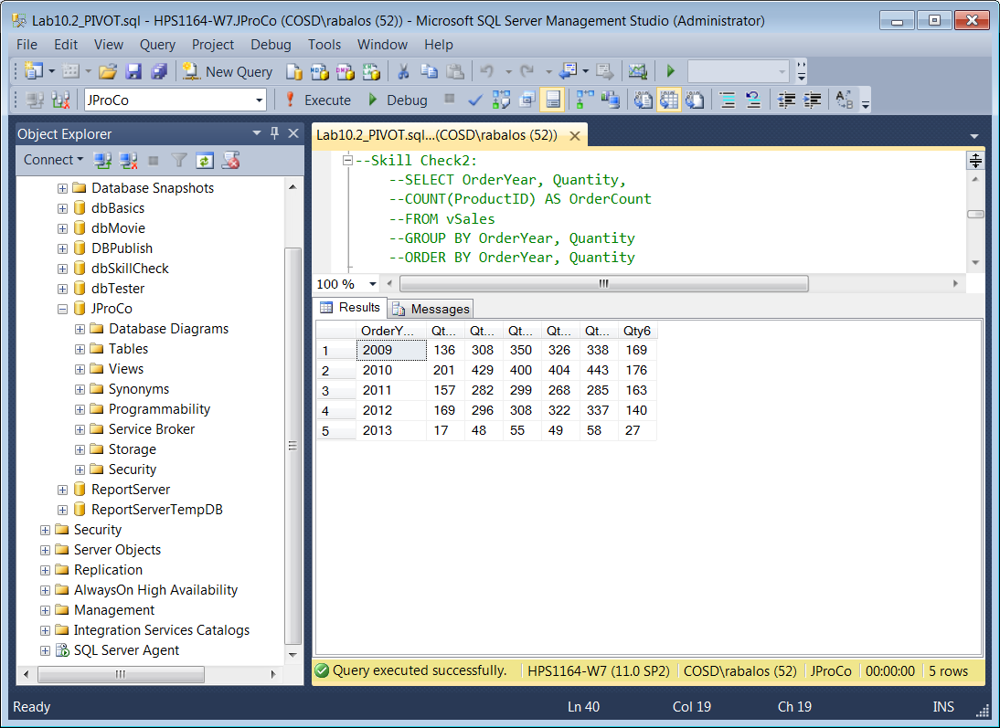 Lab10.2_PIVOT.sql - HPS1164-W7.JProCo (COSD\rabalos (52)) - Microsoft SQL Server Management Studio (Administrator)
File Edit View Query Project Debug Tools Window Help
New Query
JProCo Execute Debug
Object Explorer
Connect
Database Snapshots
dbBasics
dbMovie
DBPublish
dbSkillCheck
dbTester
JProCo
Database Diagrams
Tables
Views
Synonyms
Programmability
Service Broker
Storage
Security
ReportServer
ReportServerTempDB
Security
Server Objects
Replication
AlwaysOn High Availability
Management
Integration Services Catalogs
SQL Server Agent
Lab10.2_PIVOT.sql...(COSD\rabalos (52))
--Skill Check2:
--SELECT OrderYear, Quantity,
--COUNT(ProductID) AS OrderCount
--FROM vSales
--GROUP BY OrderYear, Quantity
--ORDER BY OrderYear, Quantity
100 %
Results Messages
OrderY... Qt... Qt... Qt... Qt... Qt... Qty6
1 2009 136 308 350 326 338 169
2 2010 201 429 400 404 443 176
3 2011 157 282 299 268 285 163
4 2012 169 296 308 322 337 140
5 2013 17 48 55 49 58 27
Query executed successfully. HPS1164-W7 (11.0 SP2) COSD\rabalos (52) JProCo 00:00:00 5 rows
Ready Ln 40 Col 19 Ch 19 INS